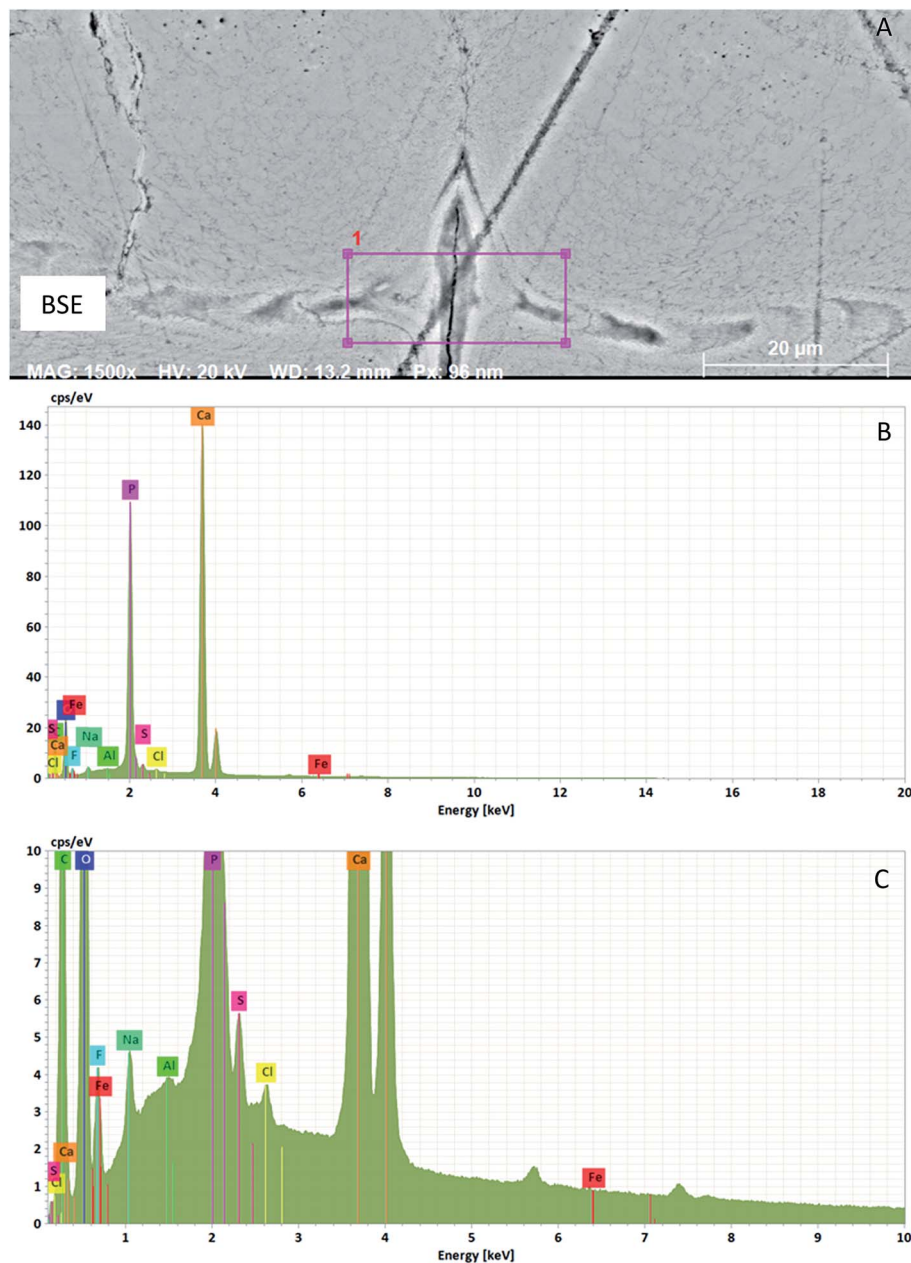 A
1
BSE
20 µm
MAG: 1500x HV: 20 kV WD: 13.2 mm Px: 96 nm
cps/eV
B
140
120
100
80
60
40
20
0
Ca
P
Fe
S
Ca
Cl
F
Na
Al
S
Cl
Fe
2 4 6 8 10 12 14 16 18 20
Energy [keV]
cps/eV
C
10
9
8
7
6
5
4
3
2
1
0
C O P Ca
S
Na
F
Al
Cl
Fe
Ca
S
Cl
Fe
1 2 3 4 5 6 7 8 9 10
Energy [keV]